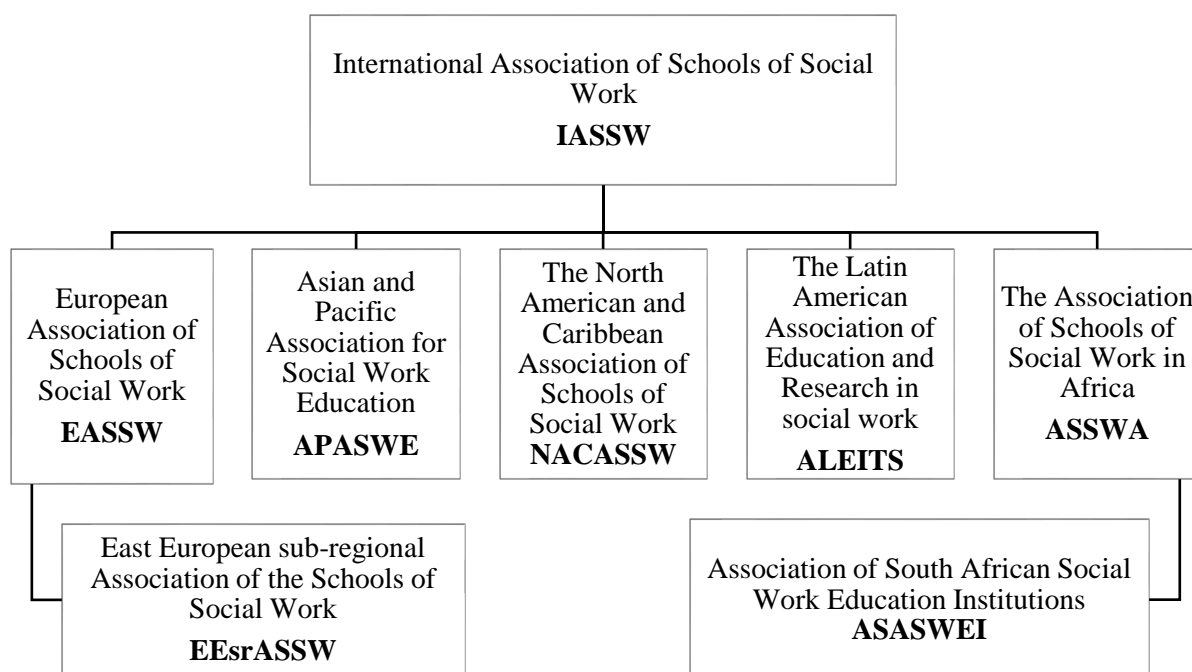 International Association of Schools of Social
Work
IASSW
European
Association of
Schools of
Social Work
EASSW
Asian and
Pacific
Association for
Social Work
Education
APASWE
The North
American and
Caribbean
Association of
Schools of
Social Work
NACASSW
The Latin
American
Association of
Education and
Research in
social work
ALEITS
The Association
of Schools of
Social Work in
Africa
ASSWA
East European sub-regional
Association of the Schools of
Social Work
EEsrASSW
Association of South African Social
Work Education Institutions
ASASWEI